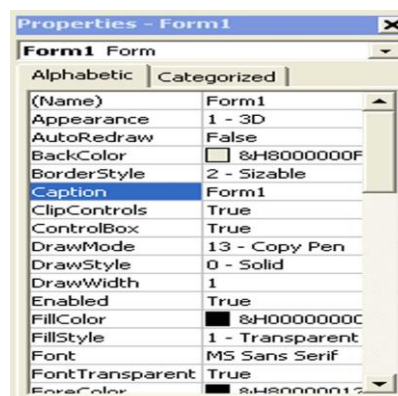 Properties - Form1
Form1 Form
Alphabetic Categorized
(Name) Form1
Appearance 1 - 3D
AutoRedraw False
BackColor &H8000000F
BorderStyle 2 - Sizable
Caption Form1
ClipControls True
ControlBox True
DrawMode 13 - Copy Pen
DrawStyle 0 - Solid
DrawWidth 1
Enabled True
FillColor &H0000000C
FillStyle 1 - Transparent
Font MS Sans Serif
FontTransparent True
ForeColor &H80000012